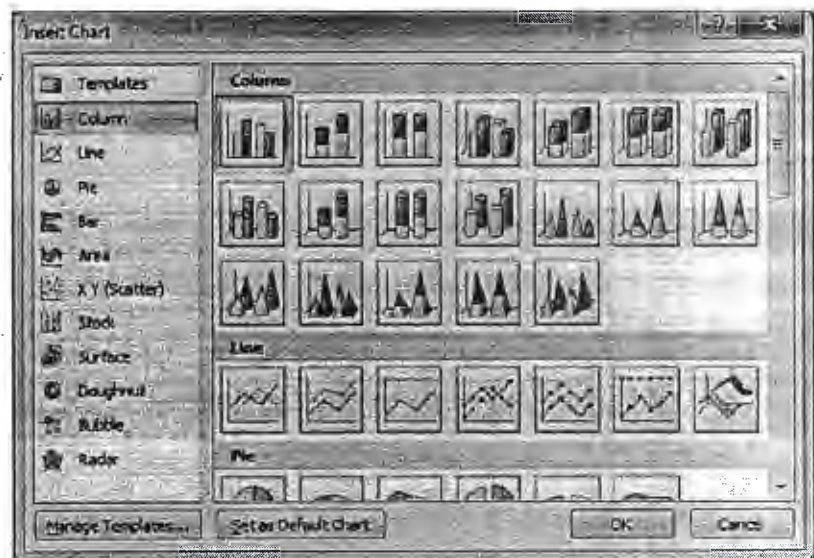 Insert Chart
Templates
Column
Line
Pie
Bar
Area
X Y (Scatter)
Stock
Surface
Doughnut
Bubble
Radar
Columns
Line
Pie
Manage Templates...
Set as Default Chart
OK
Cancel